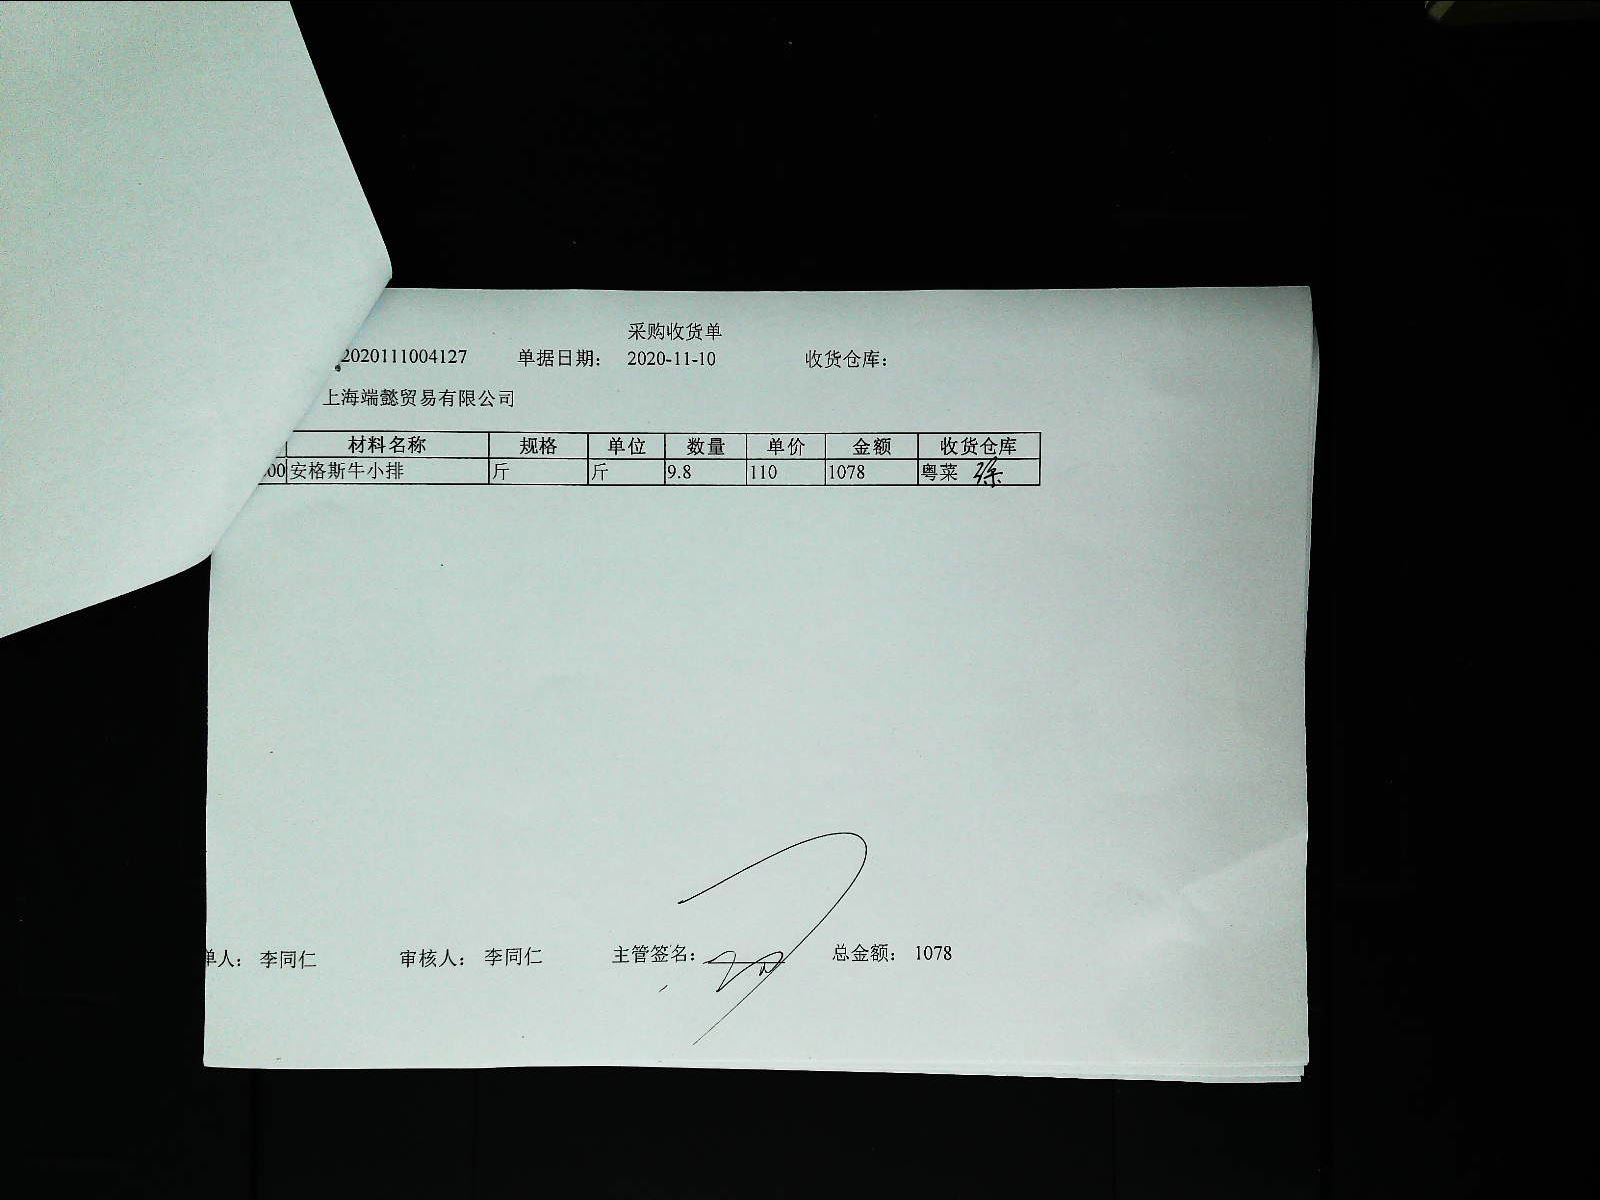 采购收货单
2020111004127 单据日期： 2020-11-10 收货仓库：
上海端懿贸易有限公司
材料名称 规格 单位 数量 单价 金额 收货仓库
00 安格斯牛小排 斤 斤 9.8 110 1078 粤菜 徐
单人： 李同仁 审核人： 李同仁 主管签名： 总金额： 1078